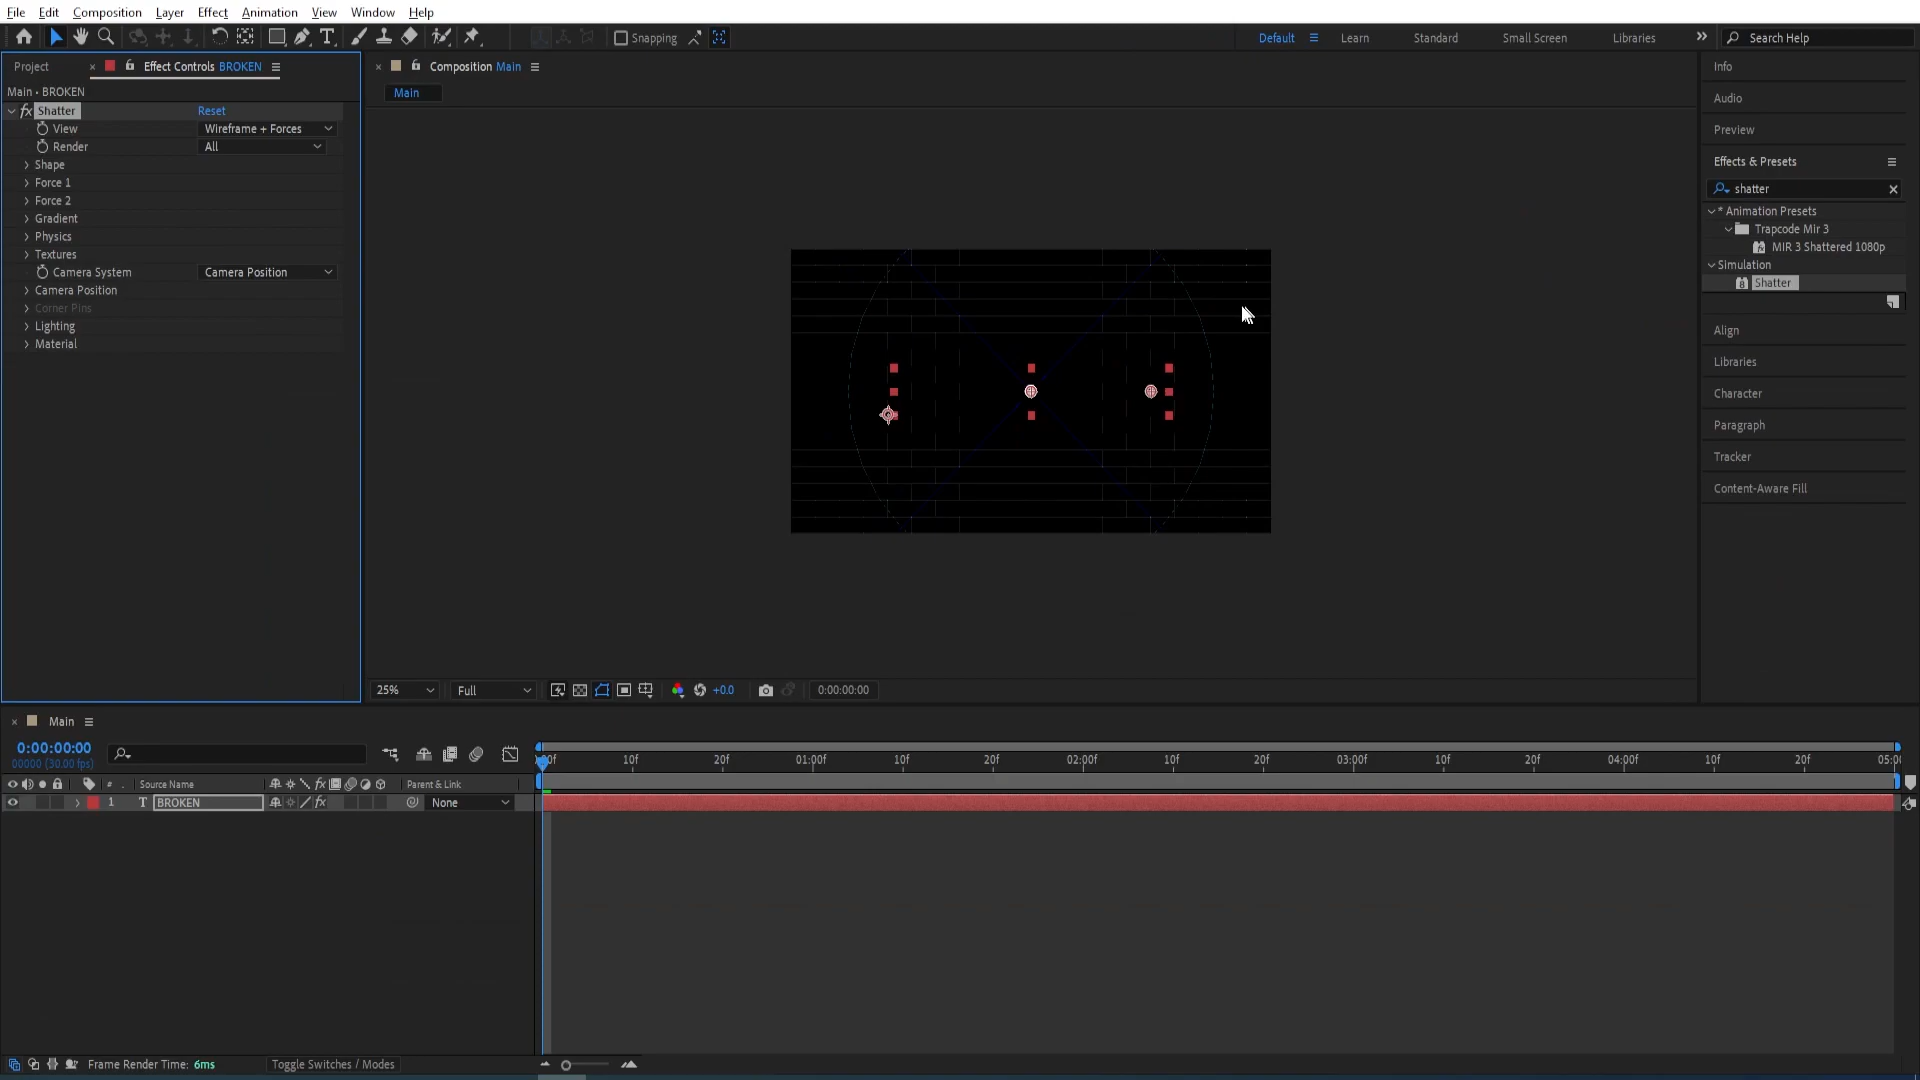 File Edit Composition Layer Effect Animation View Window Help
Snapping
Default Learn Standard Small Screen Libraries Search Help
Project Effect Controls BROKEN
Composition Main
Info
Main • BROKEN
Main
fx Shatter Reset
Audio
View Wireframe + Forces
Preview
Render All
Shape
Effects & Presets
Force 1
shatter
Force 2
* Animation Presets
Gradient
Trapcode Mir 3
Physics
MIR 3 Shattered 1080p
Textures
Simulation
Camera System Camera Position
Shatter
Camera Position
Corner Pins
Lighting
Align
Material
Libraries
Character
Paragraph
Tracker
Content-Aware Fill
25% Full +0.0 0:00:00:00
Main
0:00:00:00
00000 (30.00 fps)
10f 20f 01:00f 10f 20f 02:00f 10f 20f 03:00f 10f 20f 04:00f 10f 20f
# Source Name fx Parent & Link
1 T BROKEN fx None
Frame Render Time: 6ms Toggle Switches / Modes